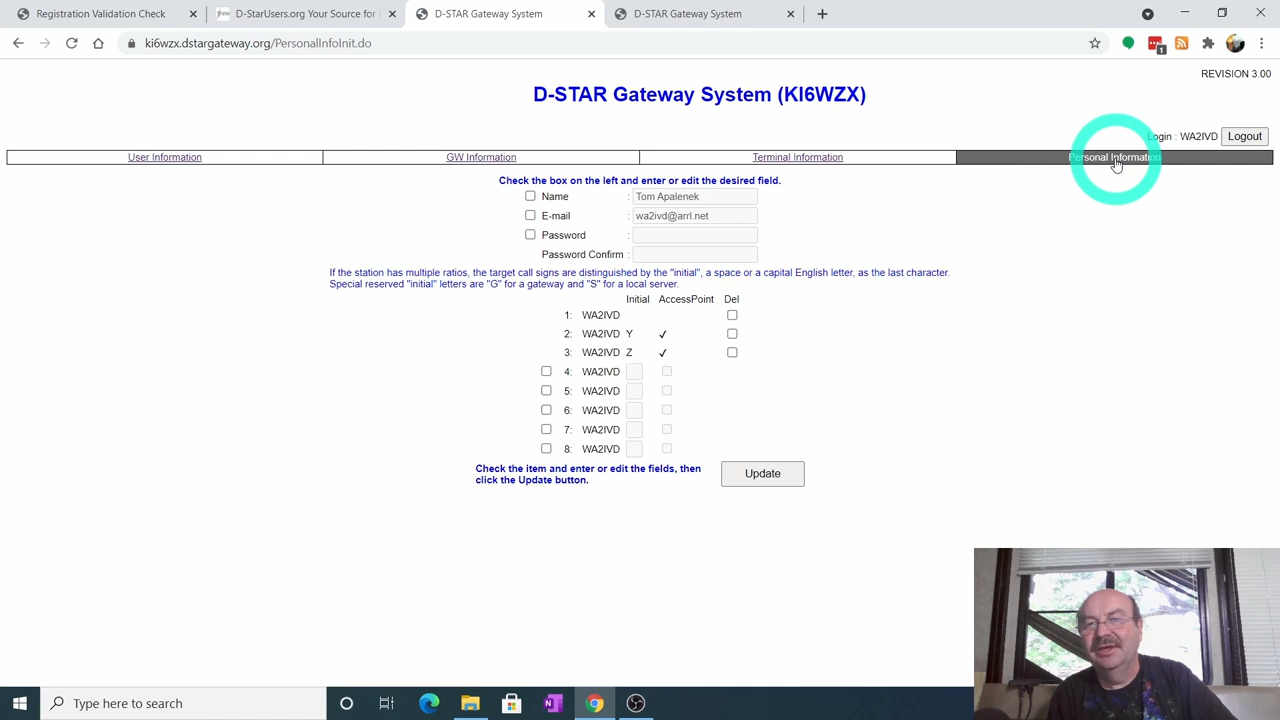 Registration Validation Check
D-StarUsers.org Your Source for
D-STAR Gateway System
D-STAR Gateway System
ki6wzx.dstargateway.org/PersonalInfoInit.do
1
REVISION 3.00
D-STAR Gateway System (KI6WZX)
Login : WA2IVD Logout
User Information GW Information Terminal Information Personal Information
Check the box on the left and enter or edit the desired field.
Name : Tom Apalenek
E-mail : wa2ivd@arrl.net
Password :
Password Confirm :
If the station has multiple ratios, the target call signs are distinguished by the "initial", a space or a capital English letter, as the last character.
Special reserved "initial" letters are "G" for a gateway and "S" for a local server.
Initial AccessPoint Del
1: WA2IVD
2: WA2IVD Y ✓
3: WA2IVD Z ✓
4: WA2IVD
5: WA2IVD
6: WA2IVD
7: WA2IVD
8: WA2IVD
Check the item and enter or edit the fields, then
click the Update button.
Update
Type here to search